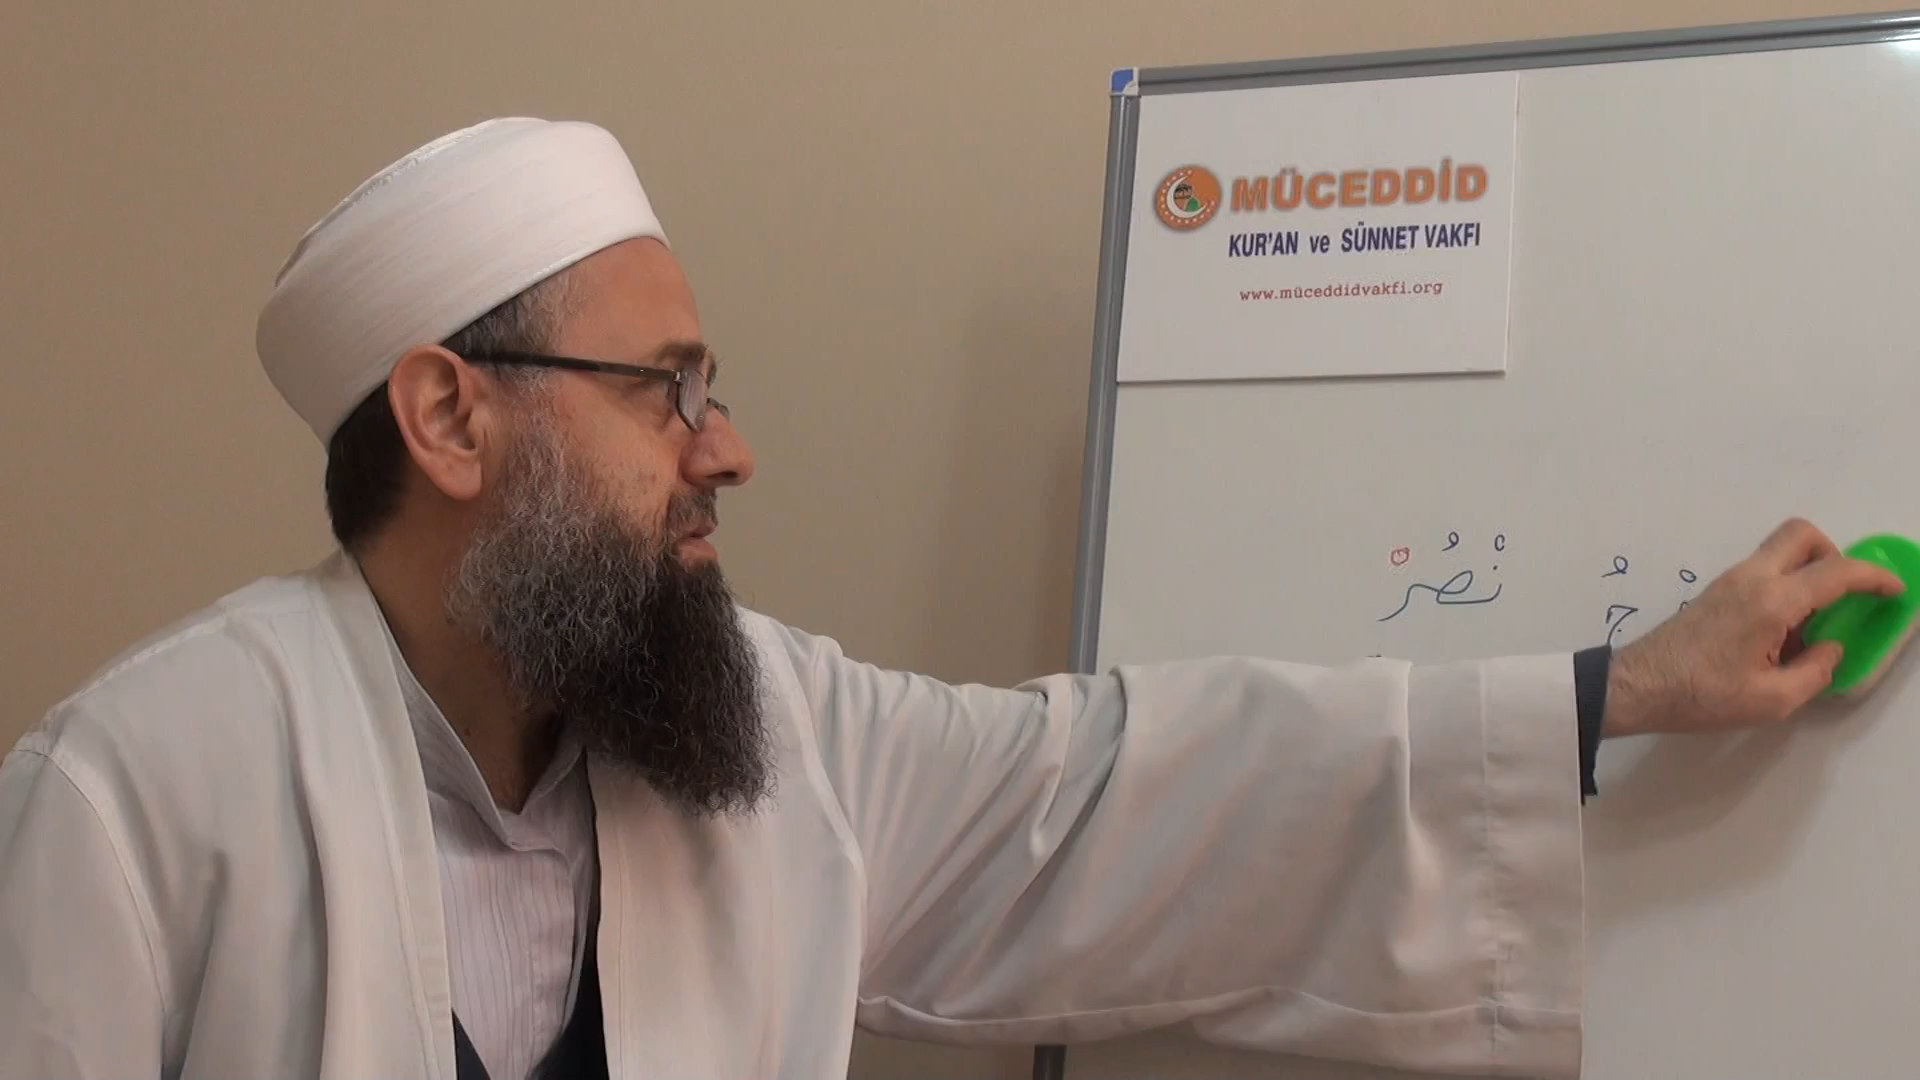 MÜCEDDİD
KUR'AN ve SÜNNET VAKFI
www.müceddidvakfi.org
نْصُر